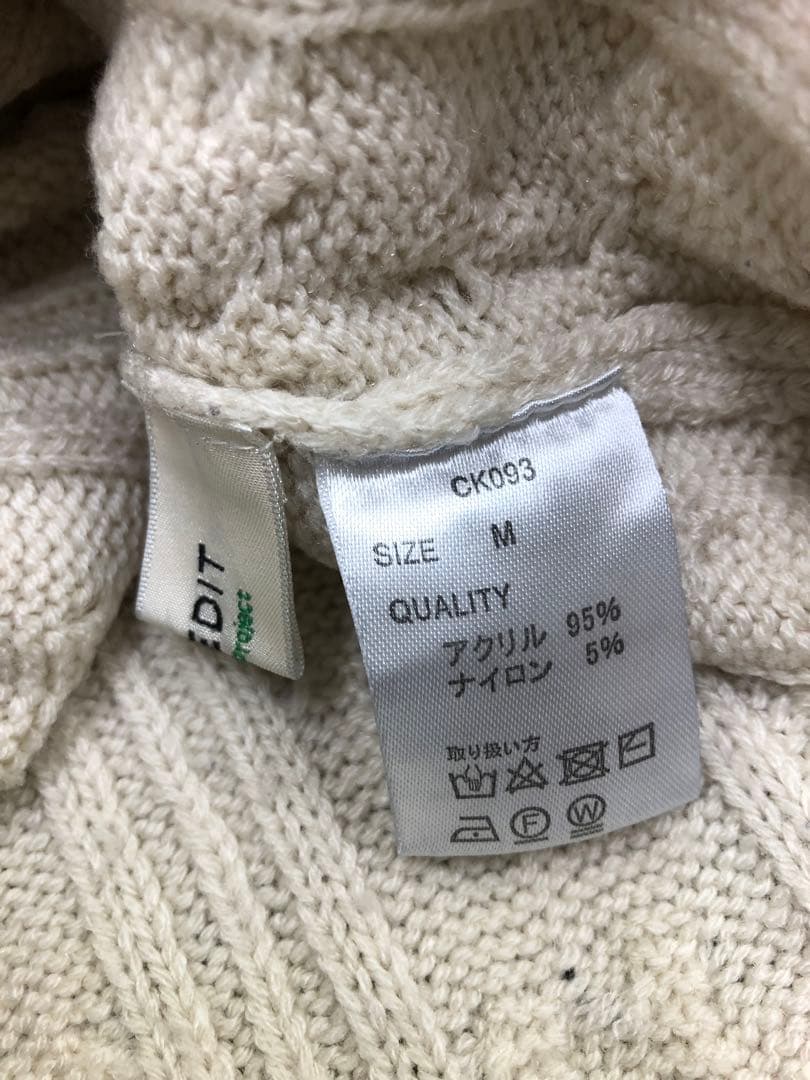 EDIT
project
CK093
SIZE M
QUALITY
アクリル 95%
ナイロン 5%
取り扱い方
F W